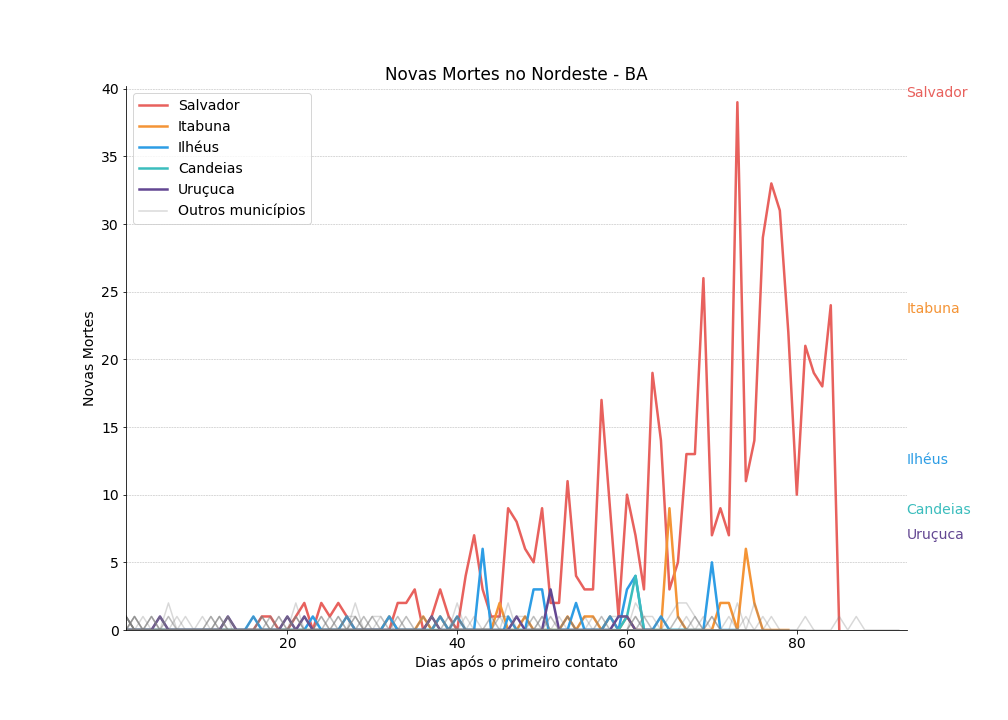 Novas Mortes no Nordeste - BA
Salvador
Itabuna
Ilhéus
Candeias
Uruçuca
Outros municípios
40
35
30
25
20
15
10
5
0
Novas Mortes
20
40
60
80
Dias após o primeiro contato
Salvador
Itabuna
Ilhéus
Candeias
Uruçuca